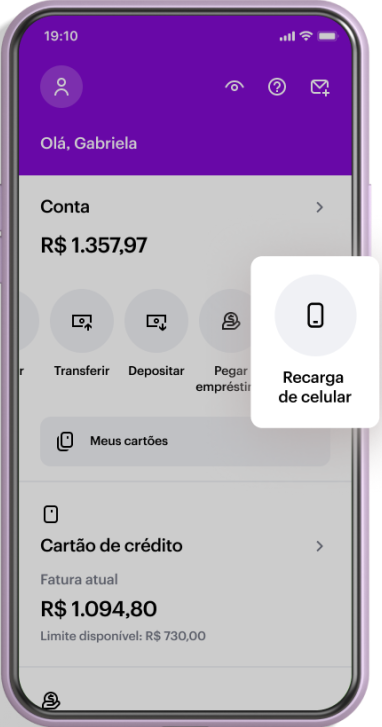 19:10
Olá, Gabriela
Conta
R$ 1.357,97
r
Transferir
Depositar
Pegar
empréstir
Recarga
de celular
Meus cartões
Cartão de crédito
Fatura atual
R$ 1.094,80
Limite disponível: R$ 730,00